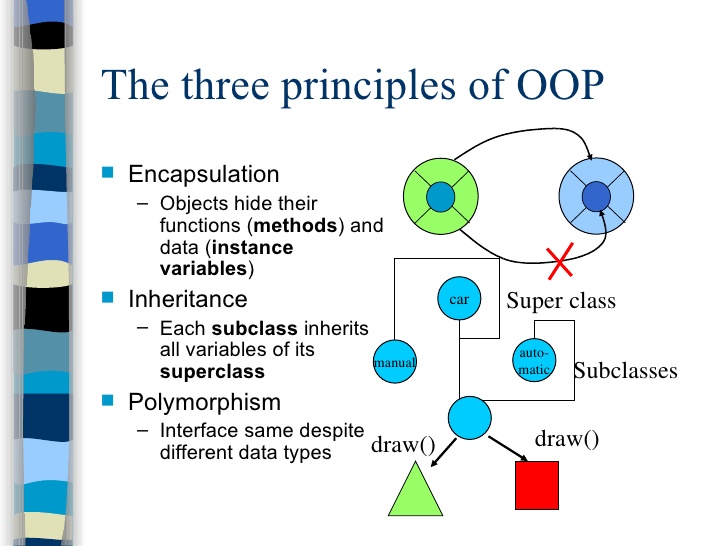 The three principles of OOP
Encapsulation
– Objects hide their
functions (methods) and
data (instance
variables)
Inheritance
– Each subclass inherits
all variables of its
superclass
Polymorphism
– Interface same despite
different data types
car
Super class
manual
auto-
matic
Subclasses
draw()
draw()